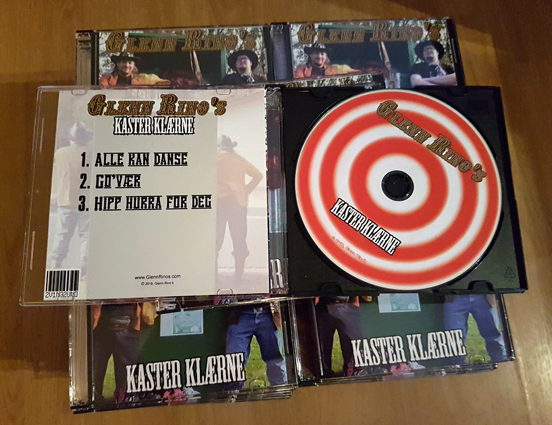 Glenn Rino's
Glenn Rino's
Glenn Rino's
KASTER KLÆRNE
1. ALLE KAN DANSE
2. GO'VÆR
3. HIPP HURRA FOR DEG
www.GlennRinos.com
Glenn Rino's
KASTER KLÆRNE
KASTER KLÆRNE
KASTER KLÆRNE